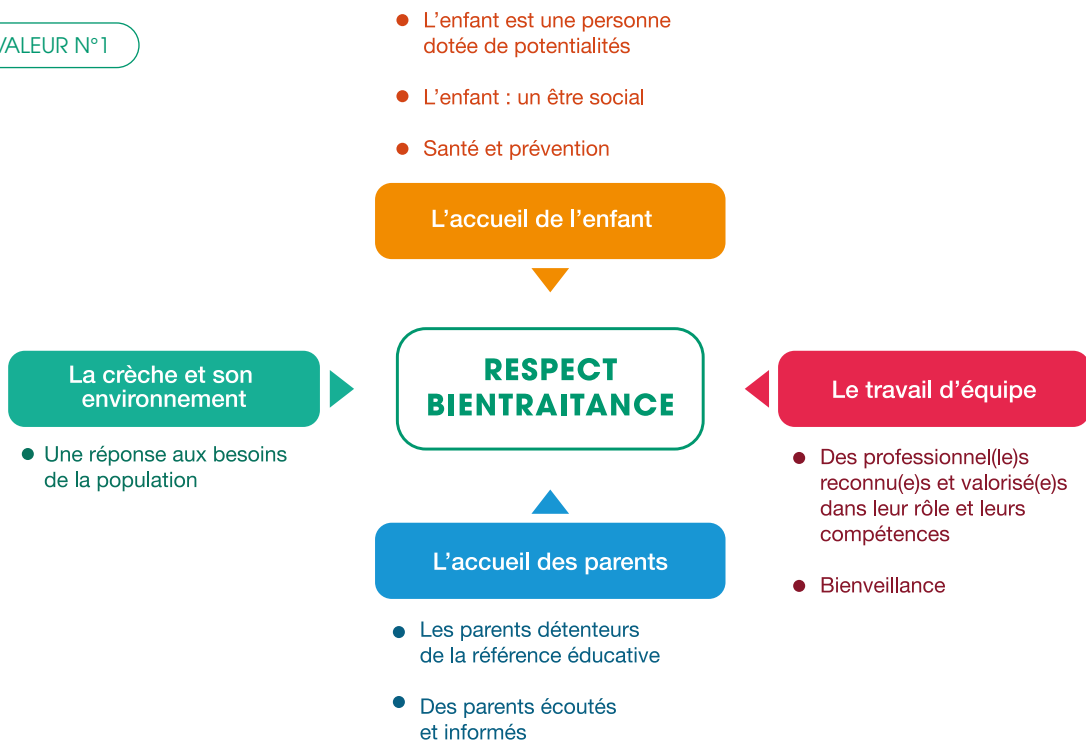 VALEUR N°1
L'enfant est une personne
dotée de potentialités
L'enfant : un être social
Santé et prévention
L'accueil de l'enfant
La crèche et son
environnement
Une réponse aux besoins
de la population
RESPECT
BIENTRAITANCE
Le travail d'équipe
Des professionnel(le)s
reconnu(e)s et valorisé(e)s
dans leur rôle et leurs
compétences
Bienveillance
L'accueil des parents
Les parents détenteurs
de la référence éducative
Des parents écoutés
et informés